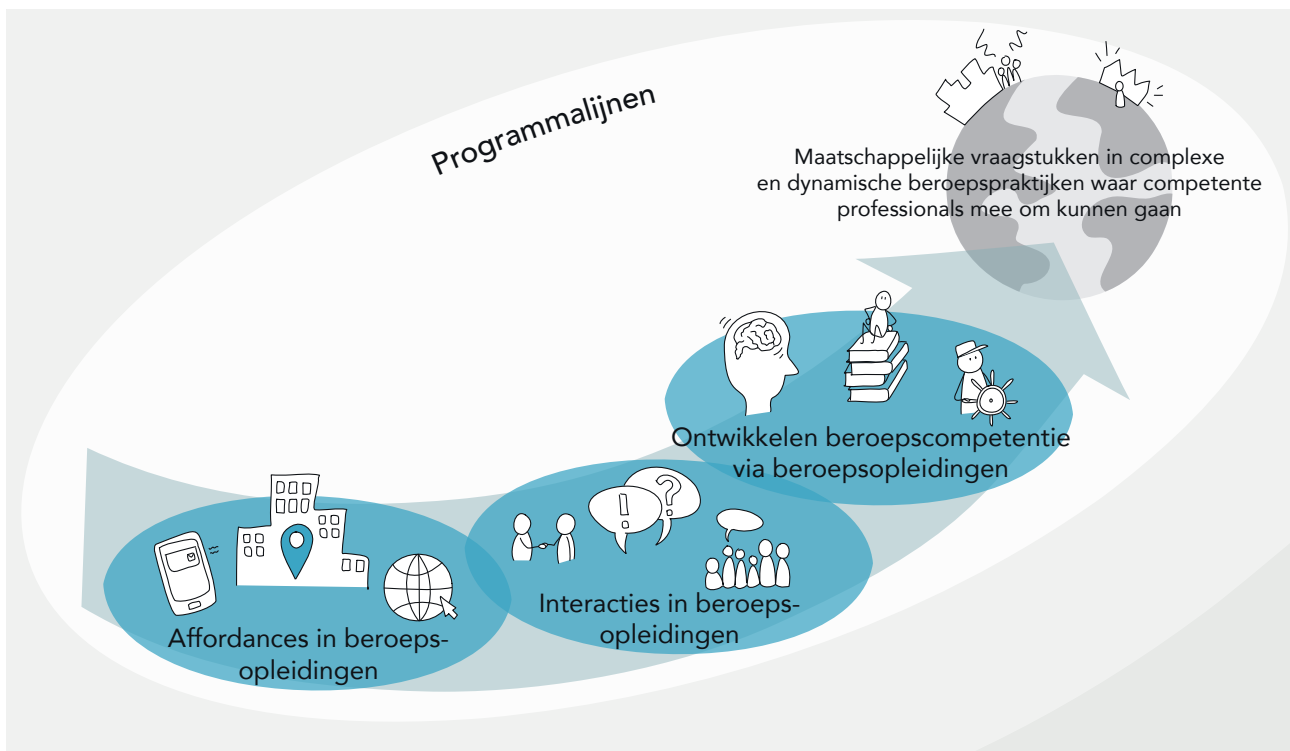 Programmalijnen
Maatschappelijke vraagstukken in complexe
en dynamische beroepspraktijken waar competente
professionals mee om kunnen gaan
Ontwikkelen beroepscompetentie
via beroepsopleidingen
Interacties in beroeps-
opleidingen
Affordances in beroeps-
opleidingen
! ?